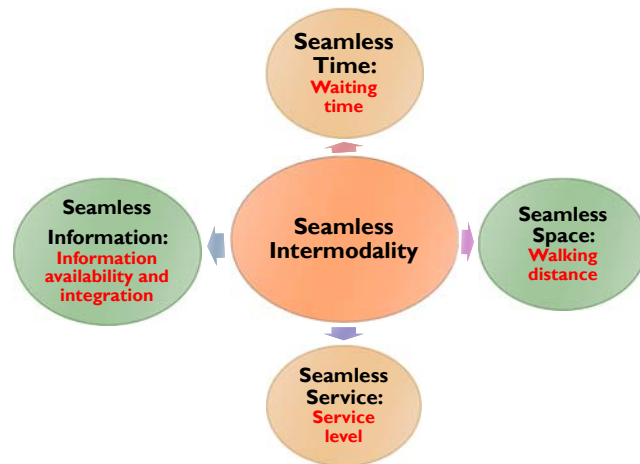 Seamless
Time:
Waiting
time
Seamless
Information:
Information
availability and
integration
Seamless
Intermodality
Seamless
Space:
Walking
distance
Seamless
Service:
Service
level